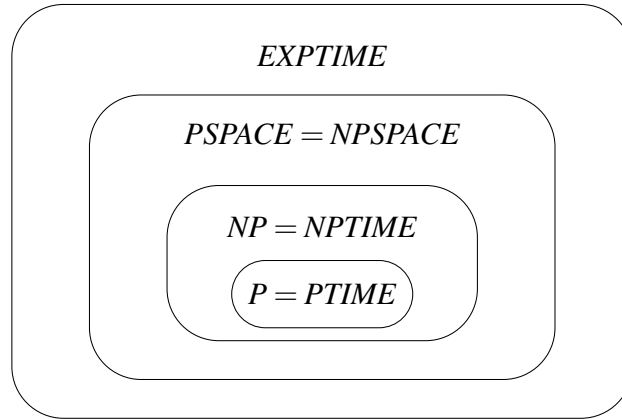 EXPTIME
PSPACE = NPSPACE
NP = NPTIME
P = PTIME